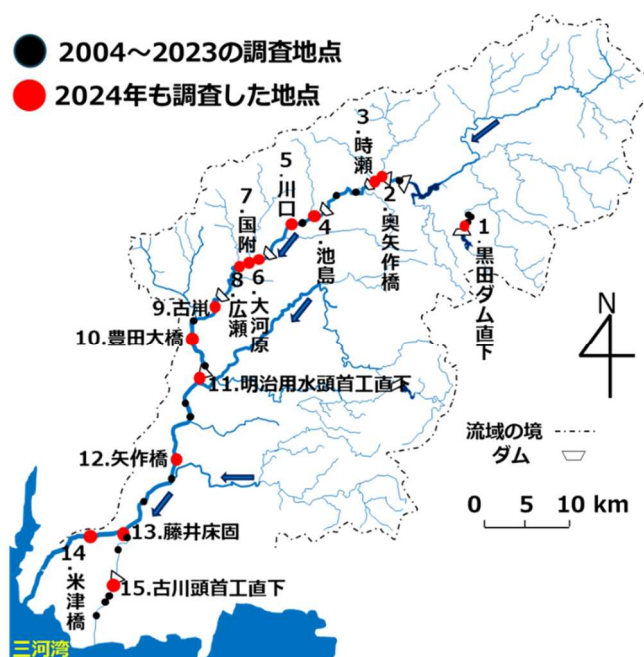 2004～2023の調査地点
2024年も調査した地点
3.時瀬
5.川口
7.国附
2.奥矢作橋
1.黒田ダム直下
4.池島
6.大河原
8.広瀬
9.古鼡
10.豊田大橋
11.明治用水頭首工直下
N
流域の境
ダム
12.矢作橋
0 5 10 km
13.藤井床固
14.米津橋
15.古川頭首工直下
三河湾